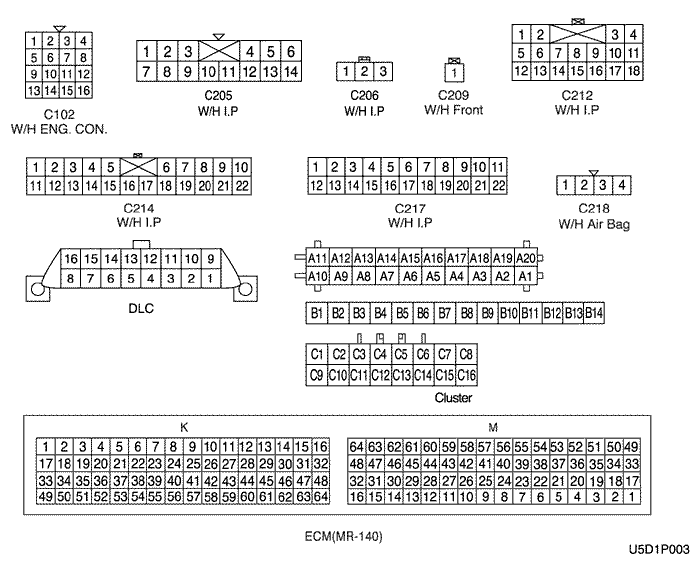 1 2 3 4
5 6 7 8
9 10 11 12
13 14 15 16
C102
W/H ENG. CON.
1 2 3 4 5 6
7 8 9 10 11 12 13 14
C205
W/H I.P
1 2 3
C206
W/H I.P
1
C209
W/H Front
1 2 3 4
5 6 7 8 9 10 11
12 13 14 15 16 17 18
C212
W/H I.P
1 2 3 4 5 6 7 8 9 10
11 12 13 14 15 16 17 18 19 20 21 22
C214
W/H I.P
1 2 3 4 5 6 7 8 9 10 11
12 13 14 15 16 17 18 19 20 21 22
C217
W/H I.P
1 2 3 4
C218
W/H Air Bag
16 15 14 13 12 11 10 9
8 7 6 5 4 3 2 1
DLC
A11 A12 A13 A14 A15 A16 A17 A18 A19 A20
A10 A9 A8 A7 A6 A5 A4 A3 A2 A1
B1 B2 B3 B4 B5 B6 B7 B8 B9 B10 B11 B12 B13 B14
C1 C2 C3 C4 C5 C6 C7 C8
C9 C10 C11 C12 C13 C14 C15 C16
Cluster
K
1 2 3 4 5 6 7 8 9 10 11 12 13 14 15 16
17 18 19 20 21 22 23 24 25 26 27 28 29 30 31 32
33 34 35 36 37 38 39 40 41 42 43 44 45 46 47 48
49 50 51 52 53 54 55 56 57 58 59 60 61 62 63 64
M
64 63 62 61 60 59 58 57 56 55 54 53 52 51 50 49
48 47 46 45 44 43 42 41 40 39 38 37 36 35 34 33
32 31 30 29 28 27 26 25 24 23 22 21 20 19 18 17
16 15 14 13 12 11 10 9 8 7 6 5 4 3 2 1
ECM(MR-140)
U5D1P003